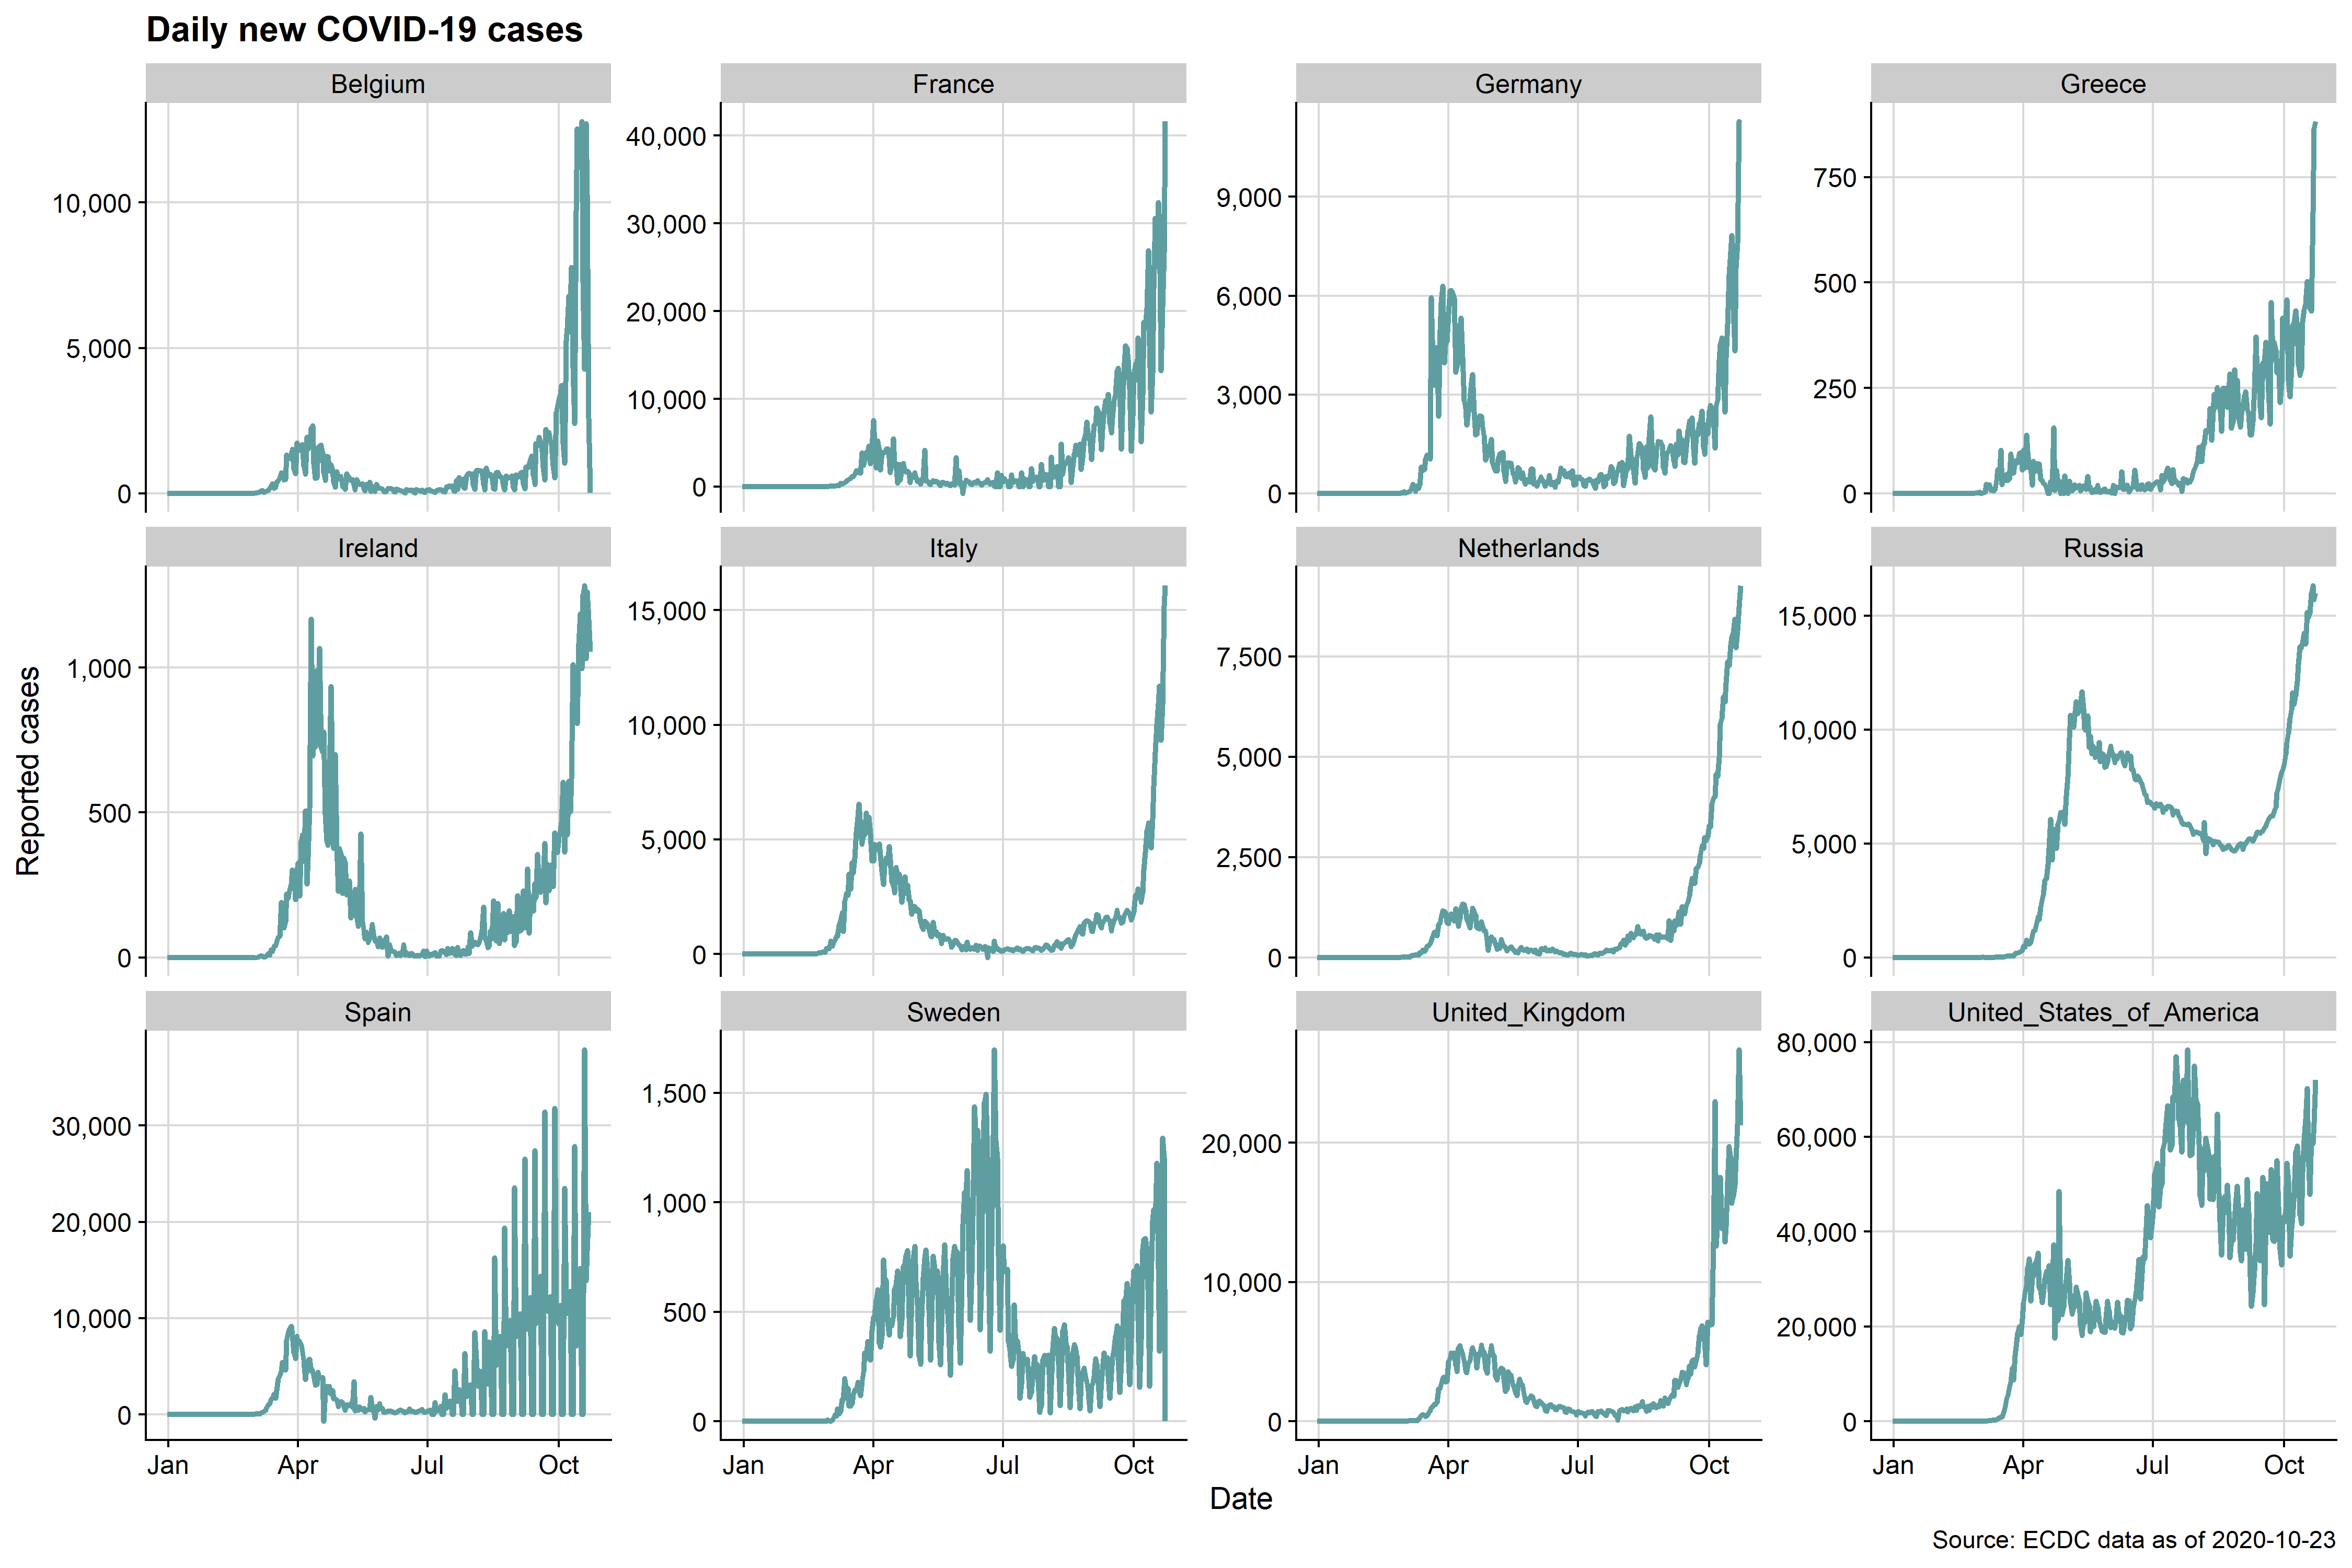 Daily new COVID-19 cases
Belgium
France
Germany
Greece
10,000
5,000
0
40,000
30,000
20,000
10,000
0
9,000
6,000
3,000
0
750
500
250
0
Ireland
Italy
Netherlands
Russia
1,000
500
0
15,000
10,000
5,000
0
7,500
5,000
2,500
0
15,000
10,000
5,000
0
Reported cases
Spain
Sweden
United_Kingdom
United_States_of_America
30,000
20,000
10,000
0
1,500
1,000
500
0
20,000
10,000
0
80,000
60,000
40,000
20,000
0
Jan Apr Jul Oct
Jan Apr Jul Oct
Jan Apr Jul Oct
Jan Apr Jul Oct
Date
Source: ECDC data as of 2020-10-23